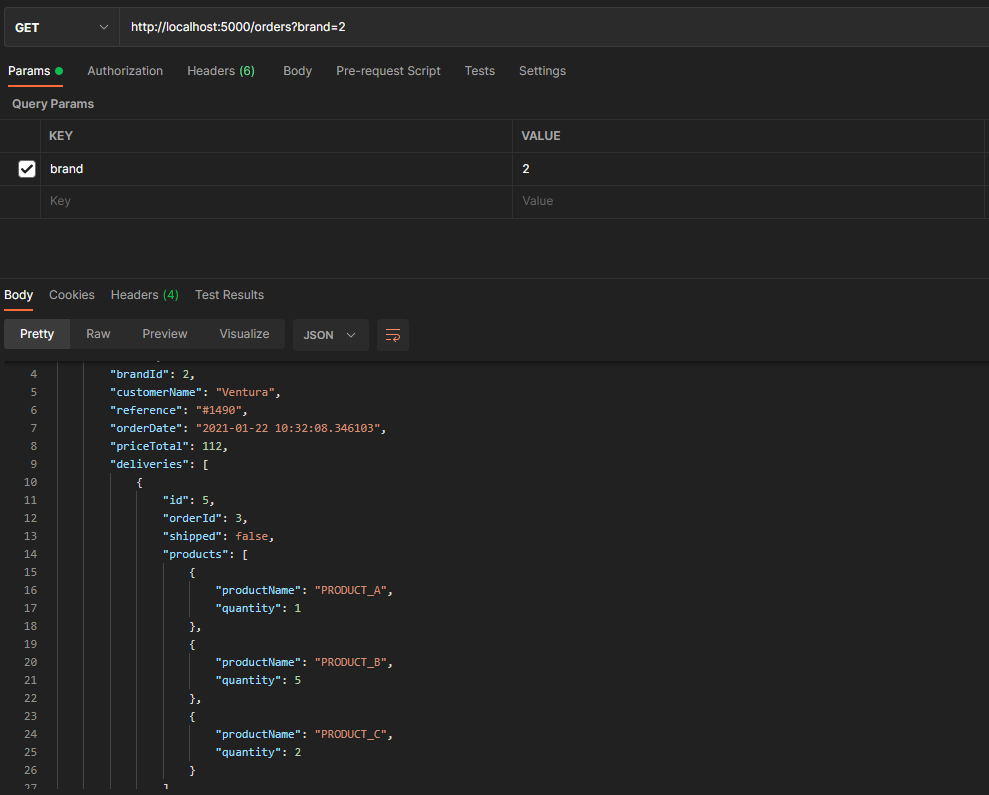 GET http://localhost:5000/orders?brand=2
Params Authorization Headers (6) Body Pre-request Script Tests Settings
Query Params
KEY VALUE
brand 2
Key Value
Body Cookies Headers (4) Test Results
Pretty Raw Preview Visualize JSON
4 "brandId": 2,
5 "customerName": "Ventura",
6 "reference": "#1490",
7 "orderDate": "2021-01-22 10:32:08.346103",
8 "priceTotal": 112,
9 "deliveries": [
10 {
11 "id": 5,
12 "orderId": 3,
13 "shipped": false,
14 "products": [
15 {
16 "productName": "PRODUCT_A",
17 "quantity": 1
18 },
19 {
20 "productName": "PRODUCT_B",
21 "quantity": 5
22 },
23 {
24 "productName": "PRODUCT_C",
25 "quantity": 2
26 }
27 ]